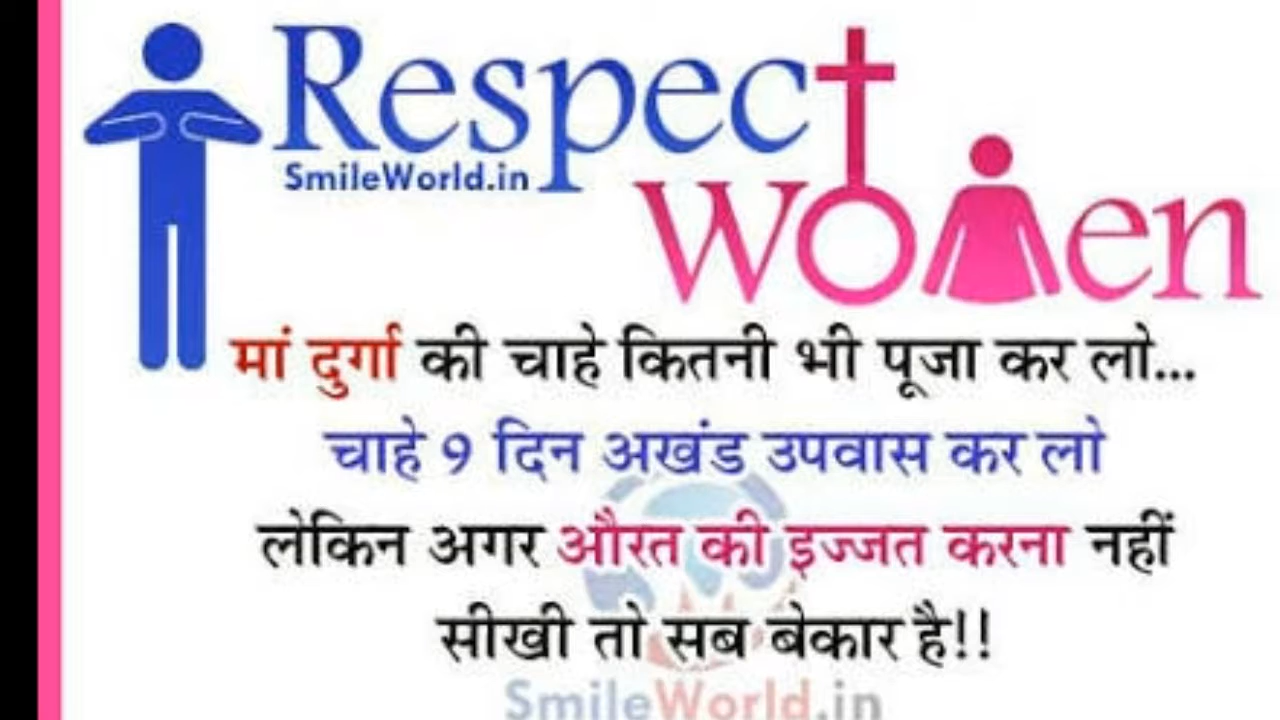 Respect
SmileWorld.in
women
मां दुर्गा की चाहे कितनी भी पूजा कर लो...
चाहे 9 दिन अखंड उपवास कर लो
लेकिन अगर औरत की इज्जत करना नहीं
सीखी तो सब बेकार है!!
SmileWorld.in